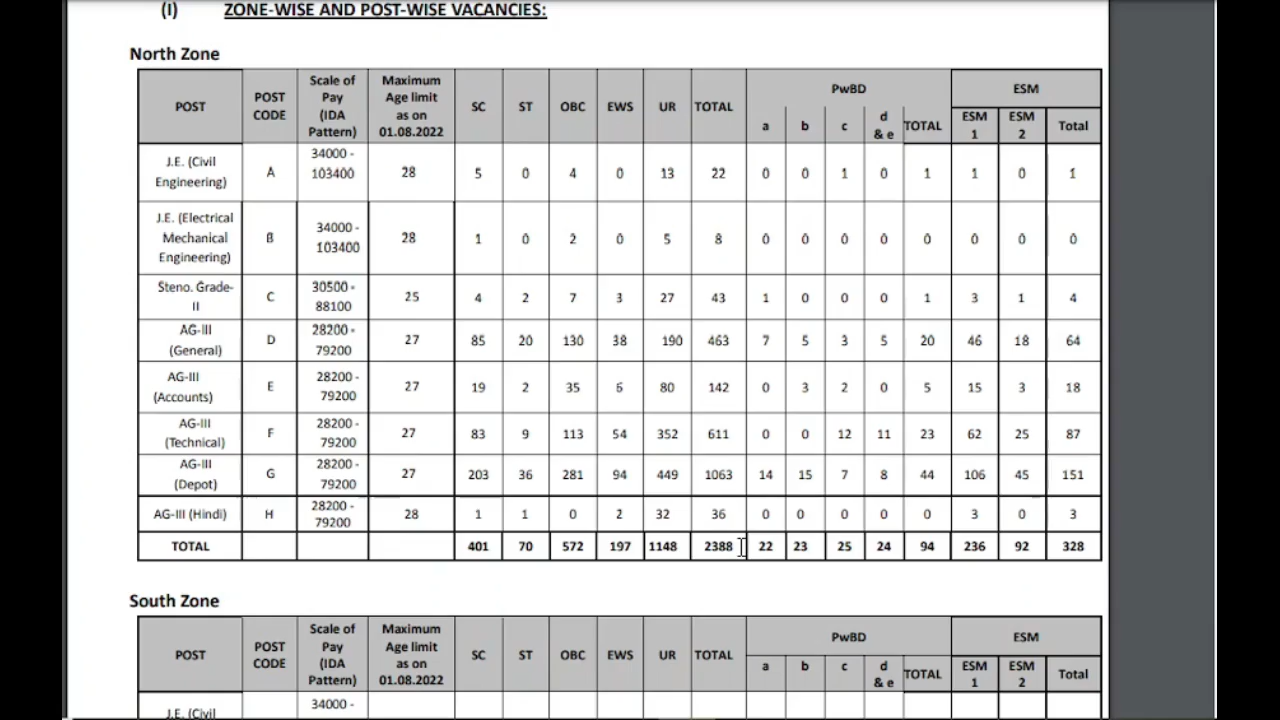 (I) ZONE-WISE AND POST-WISE VACANCIES:
North Zone
POST POST CODE Scale of Pay (IDA Pattern) Maximum Age limit as on 01.08.2022 SC ST OBC EWS UR TOTAL PwBD ESM
a b c d & e TOTAL ESM 1 ESM 2 Total
J.E. (Civil Engineering) A 34000 - 103400 28 5 0 4 0 13 22 0 0 1 0 1 1 0 1
J.E. (Electrical Mechanical Engineering) B 34000 - 103400 28 1 0 2 0 5 8 0 0 0 0 0 0 0 0
Steno. Grade-II C 30500 - 88100 25 4 2 7 3 27 43 1 0 0 0 1 3 1 4
AG-III (General) D 28200 - 79200 27 85 20 130 38 190 463 7 5 3 5 20 46 18 64
AG-III (Accounts) E 28200 - 79200 27 19 2 35 6 80 142 0 3 2 0 5 15 3 18
AG-III (Technical) F 28200 - 79200 27 83 9 113 54 352 611 0 0 12 11 23 62 25 87
AG-III (Depot) G 28200 - 79200 27 203 36 281 94 449 1063 14 15 7 8 44 106 45 151
AG-III (Hindi) H 28200 - 79200 28 1 1 0 2 32 36 0 0 0 0 0 3 0 3
TOTAL 401 70 572 197 1148 2388 22 23 25 24 94 236 92 328
South Zone
POST POST CODE Scale of Pay (IDA Pattern) Maximum Age limit as on 01.08.2022 SC ST OBC EWS UR TOTAL PwBD ESM
a b c d & e TOTAL ESM 1 ESM 2 Total
J.E. (Civil 34000 -